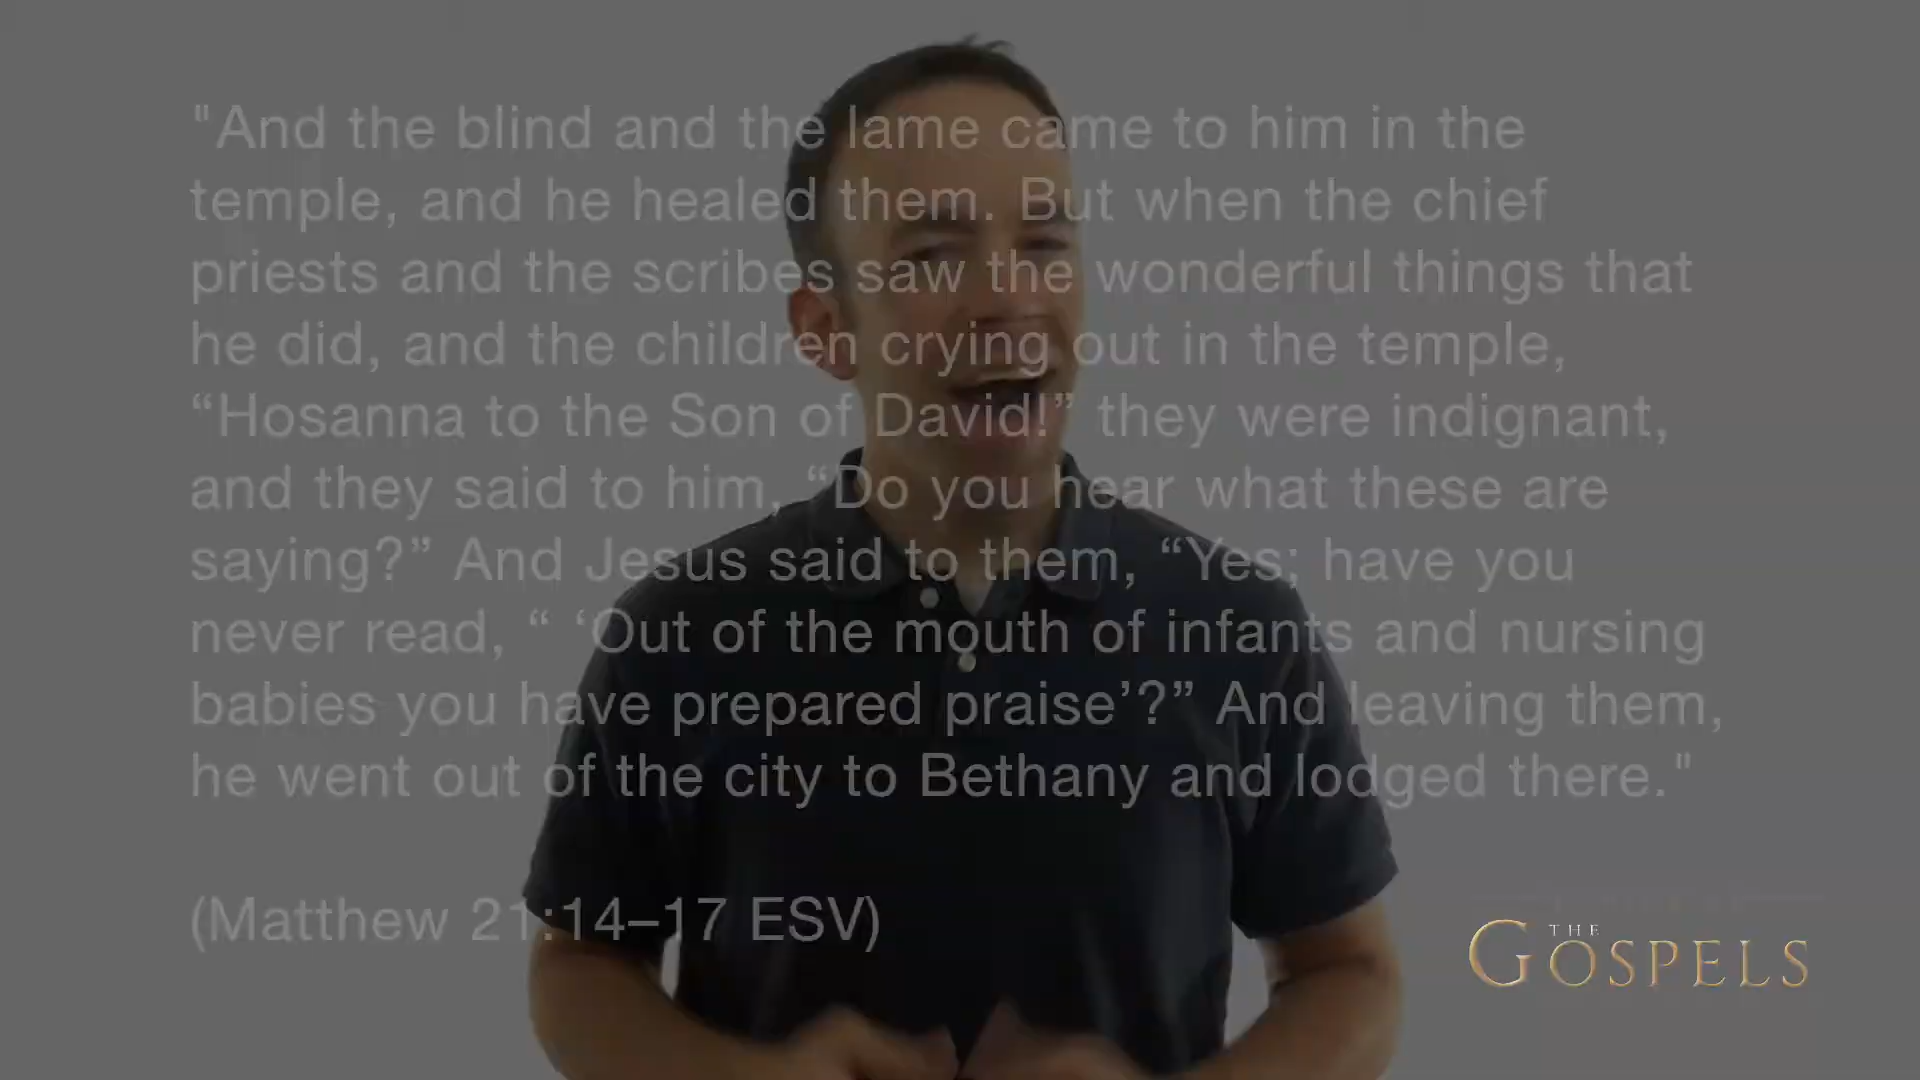 "And the blind and the lame came to him in the
temple, and he healed them. But when the chief
priests and the scribes saw the wonderful things that
he did, and the children crying out in the temple,
“Hosanna to the Son of David!” they were indignant,
and they said to him, “Do you hear what these are
saying?” And Jesus said to them, “Yes; have you
never read, “ ‘Out of the mouth of infants and nursing
babies you have prepared praise’?” And leaving them,
he went out of the city to Bethany and lodged there."
(Matthew 21:14–17 ESV)
THE
GOSPELS